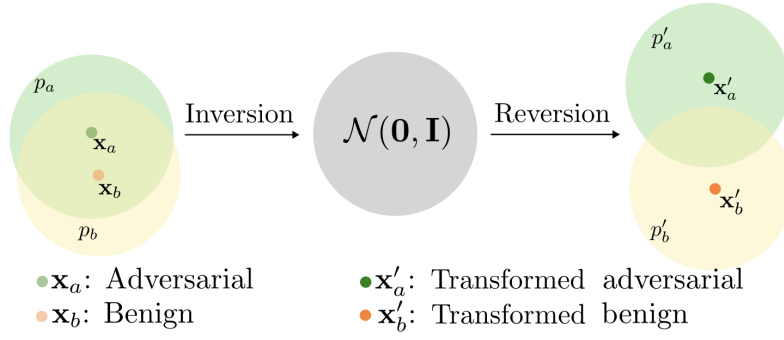 p_a
x_a
x_b
p_b
Inversion
N(0, I)
Reversion
p'_a
x'_a
x'_b
p'_b
x_a: Adversarial
x_b: Benign
x'_a: Transformed adversarial
x'_b: Transformed benign